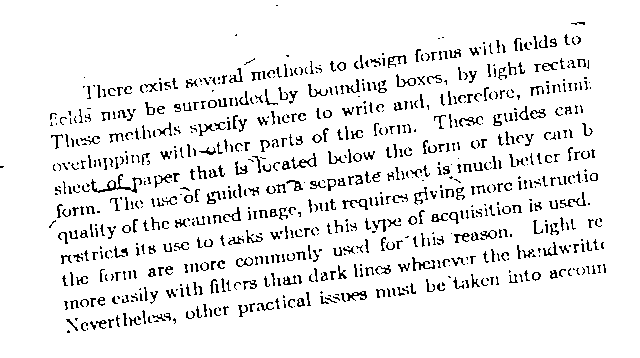 There exist several methods to design forms with fields to
fields may be surrounded by bounding boxes, by light rectan
These methods specify where to write and, therefore, minimi
overlapping with other parts of the form. These guides can
sheet of paper that is located below the form or they can b
form. The use of guides on a separate sheet is much better from
quality of the scanned image, but requires giving more instructio
restricts its use to tasks where this type of acquisition is used.
the form are more commonly used for this reason. Light re
more easily with filters than dark lines whenever the handwritte
Nevertheless, other practical issues must be taken into accoun